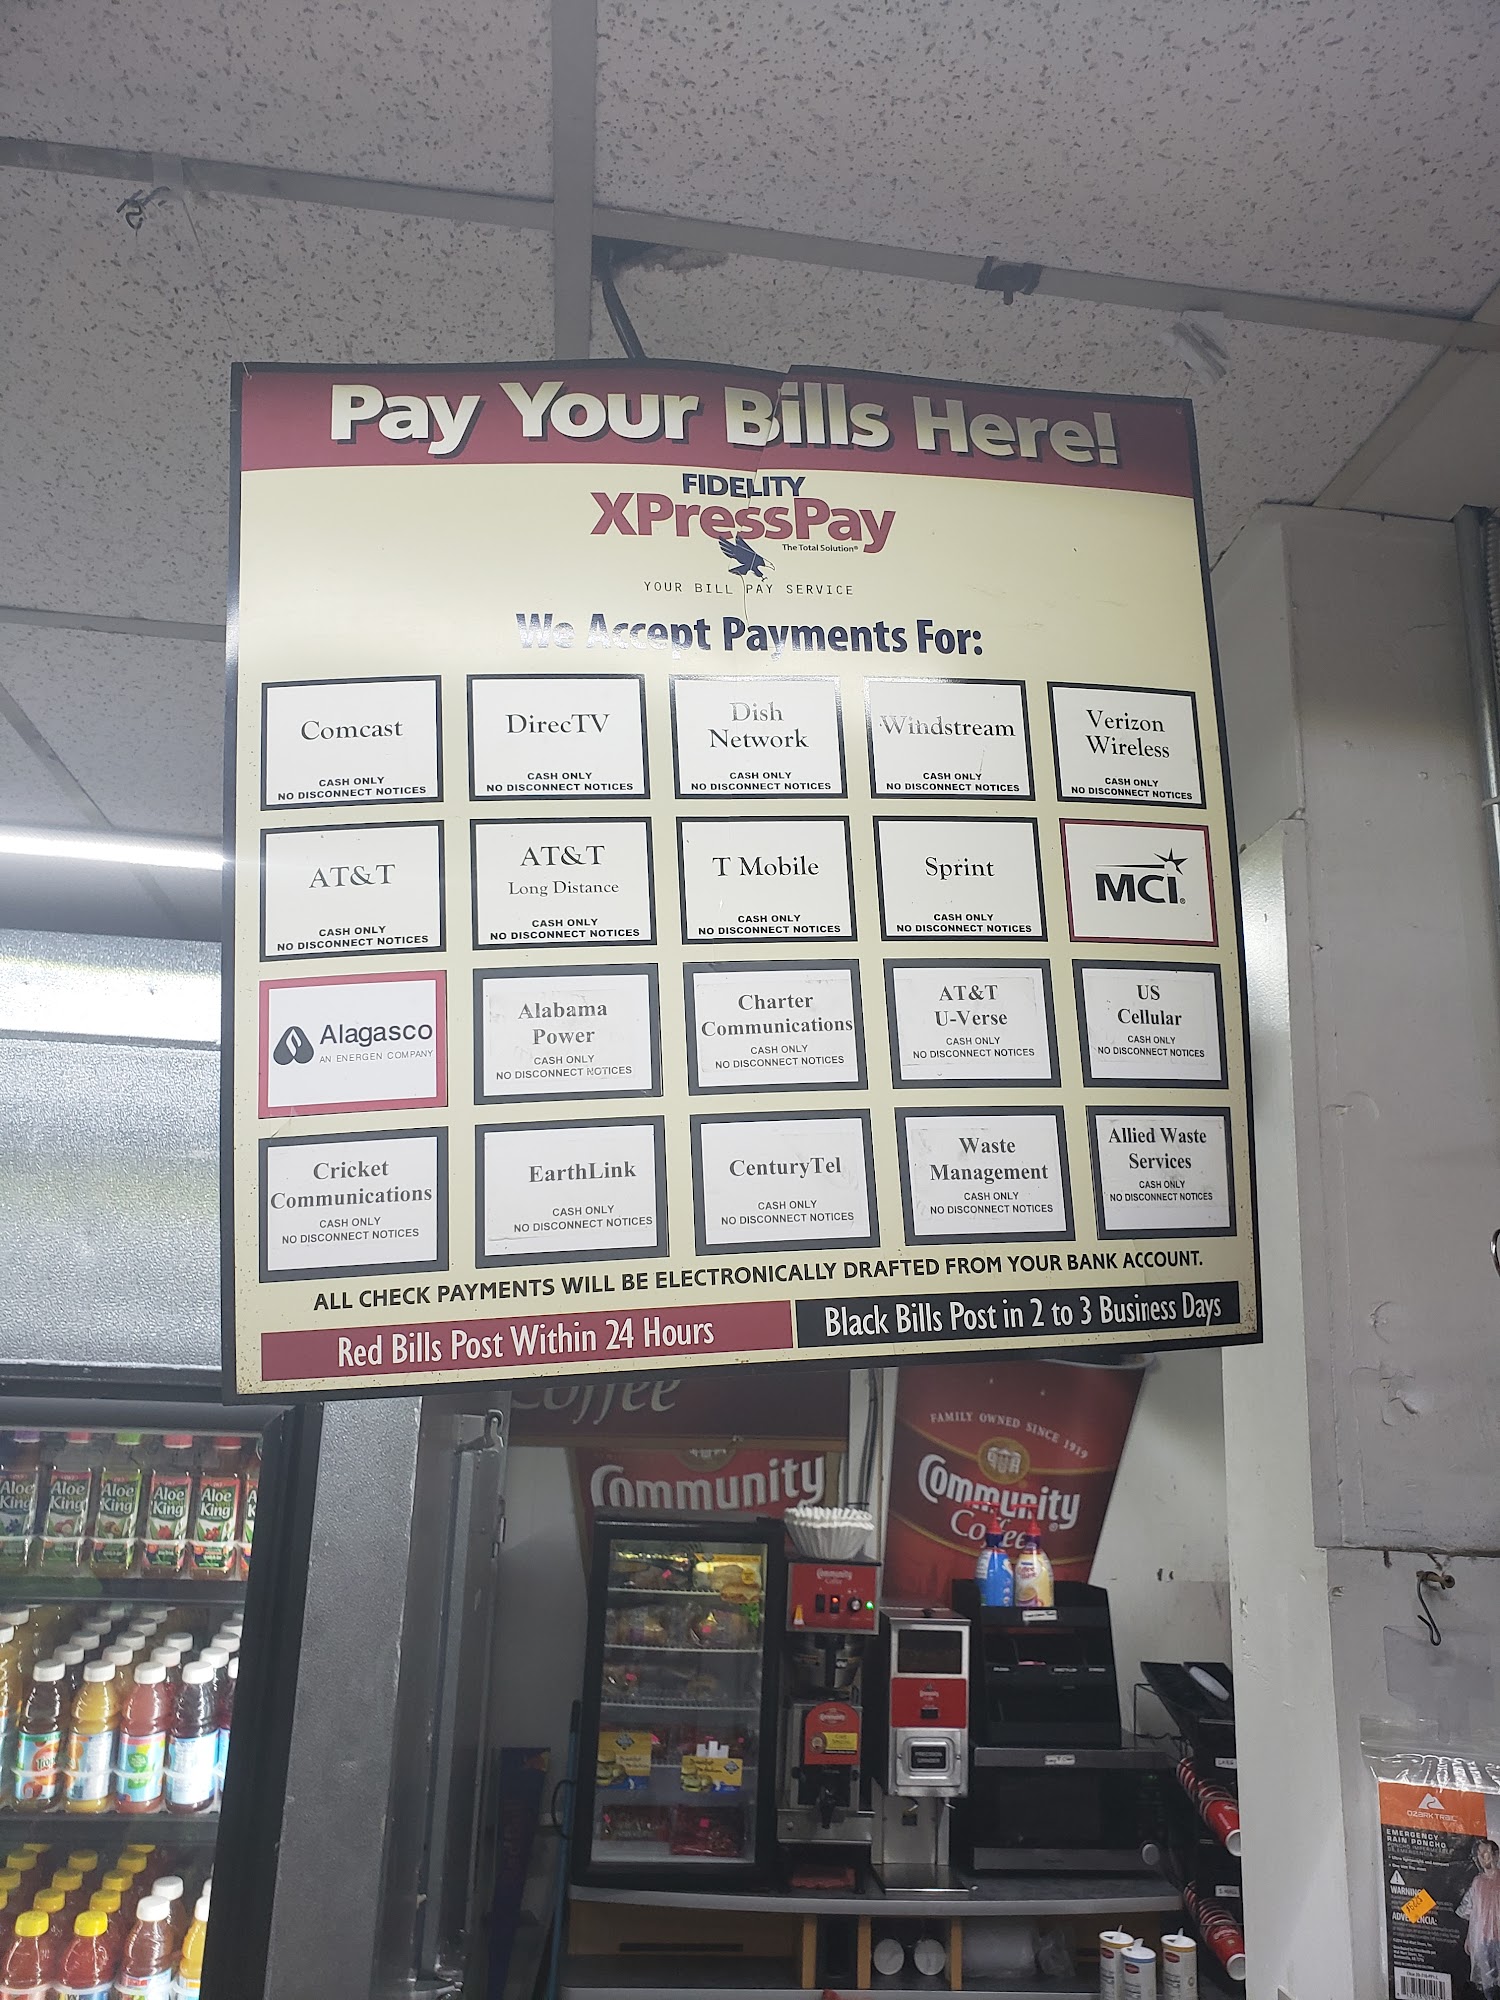 Pay Your Bills Here!
FIDELITY
XPressPay
The Total Solution®
YOUR BILL PAY SERVICE
We Accept Payments For:
Comcast
CASH ONLY
NO DISCONNECT NOTICES
DirecTV
CASH ONLY
NO DISCONNECT NOTICES
Dish
Network
CASH ONLY
NO DISCONNECT NOTICES
Windstream
CASH ONLY
NO DISCONNECT NOTICES
Verizon
Wireless
CASH ONLY
NO DISCONNECT NOTICES
AT&T
CASH ONLY
NO DISCONNECT NOTICES
AT&T
Long Distance
CASH ONLY
NO DISCONNECT NOTICES
T Mobile
CASH ONLY
NO DISCONNECT NOTICES
Sprint
CASH ONLY
NO DISCONNECT NOTICES
MCI®
Alagasco
AN ENERGEN COMPANY
Alabama
Power
CASH ONLY
NO DISCONNECT NOTICES
Charter
Communications
CASH ONLY
NO DISCONNECT NOTICES
AT&T
U-Verse
CASH ONLY
NO DISCONNECT NOTICES
US
Cellular
CASH ONLY
NO DISCONNECT NOTICES
Cricket
Communications
CASH ONLY
NO DISCONNECT NOTICES
EarthLink
CASH ONLY
NO DISCONNECT NOTICES
CenturyTel
CASH ONLY
NO DISCONNECT NOTICES
Waste
Management
CASH ONLY
NO DISCONNECT NOTICES
Allied Waste
Services
CASH ONLY
NO DISCONNECT NOTICES
ALL CHECK PAYMENTS WILL BE ELECTRONICALLY DRAFTED FROM YOUR BANK ACCOUNT.
Red Bills Post Within 24 Hours
Black Bills Post in 2 to 3 Business Days
Coffee
Community
FAMILY OWNED SINCE 1919
Community
Coffee
Aloe
King
Aloe
King
Aloe
King
Aloe
King
Aloe
King
Community
OZARK TRAIL
EMERGENCY
RAIN PONCHO
WARNING